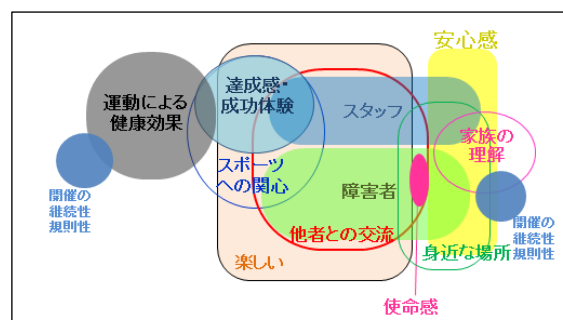 安心感
達成感・
成功体験
運動による
健康効果
スタッフ
家族の
理解
スポーツ
への関心
障害者
開催の
継続性
規則性
他者との交流
開催の
継続性
規則性
身近な場所
楽しい
使命感